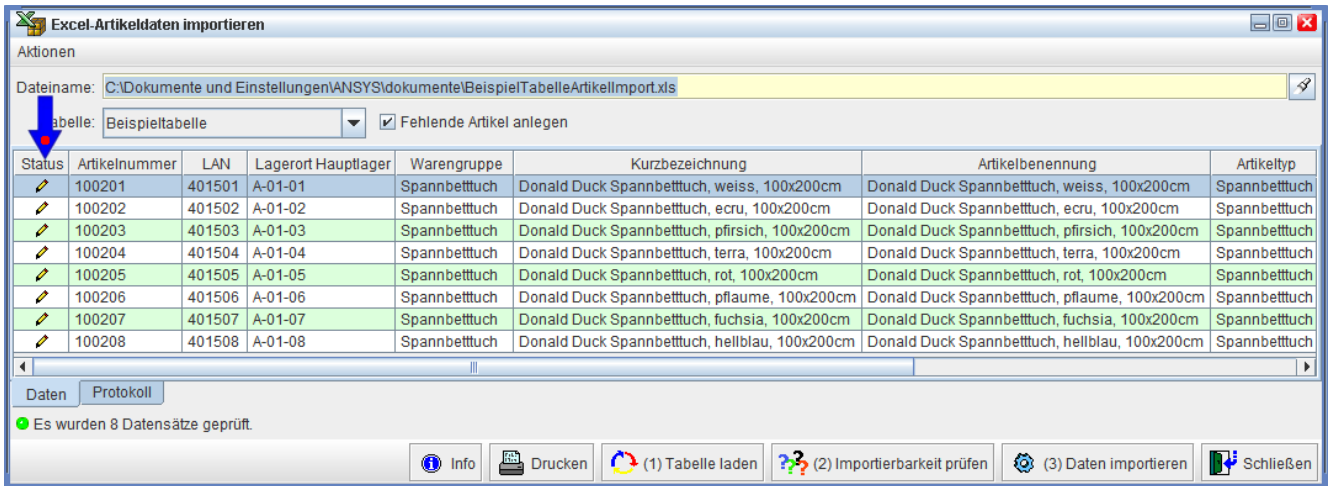 Excel-Artikeldaten importieren
Aktionen
Dateiname: C:\Dokumente und Einstellungen\ANSYS\dokumente\BeispielTabelleArtikelImport.xls
abelle: Beispieltabelle Fehlende Artikel anlegen
Status Artikelnummer LAN Lagerort Hauptlager Warengruppe Kurzbezeichnung Artikelbenennung Artikeltyp
100201 401501 A-01-01 Spannbetttuch Donald Duck Spannbetttuch, weiss, 100x200cm Donald Duck Spannbetttuch, weiss, 100x200cm Spannbetttuch
100202 401502 A-01-02 Spannbetttuch Donald Duck Spannbetttuch, ecru, 100x200cm Donald Duck Spannbetttuch, ecru, 100x200cm Spannbetttuch
100203 401503 A-01-03 Spannbetttuch Donald Duck Spannbetttuch, pfirsich, 100x200cm Donald Duck Spannbetttuch, pfirsich, 100x200cm Spannbetttuch
100204 401504 A-01-04 Spannbetttuch Donald Duck Spannbetttuch, terra, 100x200cm Donald Duck Spannbetttuch, terra, 100x200cm Spannbetttuch
100205 401505 A-01-05 Spannbetttuch Donald Duck Spannbetttuch, rot, 100x200cm Donald Duck Spannbetttuch, rot, 100x200cm Spannbetttuch
100206 401506 A-01-06 Spannbetttuch Donald Duck Spannbetttuch, pflaume, 100x200cm Donald Duck Spannbetttuch, pflaume, 100x200cm Spannbetttuch
100207 401507 A-01-07 Spannbetttuch Donald Duck Spannbetttuch, fuchsia, 100x200cm Donald Duck Spannbetttuch, fuchsia, 100x200cm Spannbetttuch
100208 401508 A-01-08 Spannbetttuch Donald Duck Spannbetttuch, hellblau, 100x200cm Donald Duck Spannbetttuch, hellblau, 100x200cm Spannbetttuch
Daten Protokoll
Es wurden 8 Datensätze geprüft.
Info Drucken (1) Tabelle laden (2) Importierbarkeit prüfen (3) Daten importieren Schließen